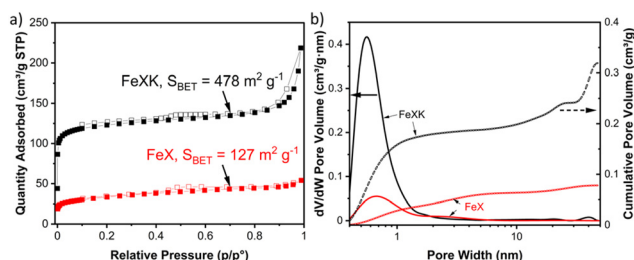 a)
Quantity Adsorbed (cm³/g STP)
250
200
150
100
50
0
FeXK, S_BET = 478 m² g⁻¹
FeX, S_BET = 127 m² g⁻¹
0 0.2 0.4 0.6 0.8 1
Relative Pressure (p/p°)
b)
dV/dW Pore Volume (cm³/g·nm)
0.4
0.3
0.2
0.1
0
FeXK
FeX
1 10
Pore Width (nm)
0.4
0.3
0.2
0.1
0.0
Cumulative Pore Volume (cm³/g)